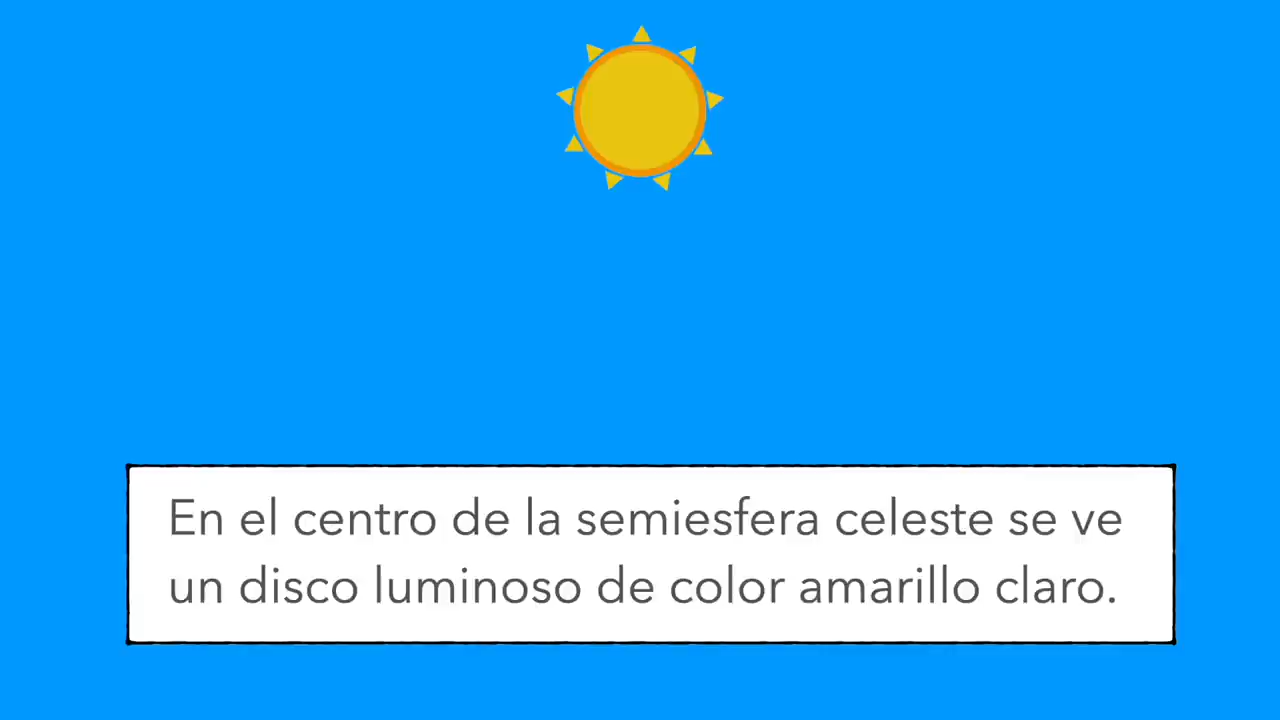 En el centro de la semiesfera celeste se ve
un disco luminoso de color amarillo claro.